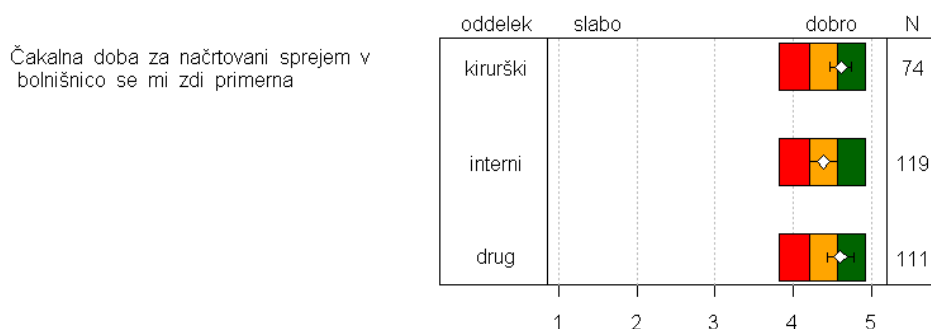 oddelek slabo dobro N
Čakalna doba za načrtovani sprejem v
bolnišnico se mi zdi primerna
kirurški 74
interni 119
drug 111
1 2 3 4 5